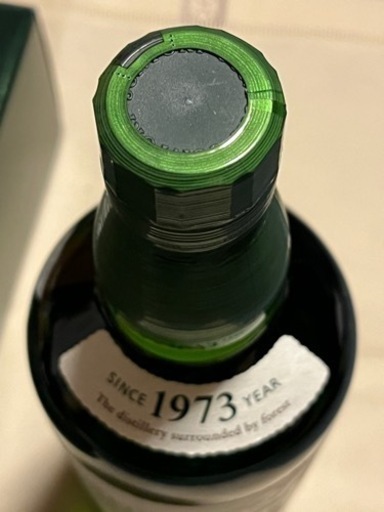 SINCE 1973 YEAR
The distillery surrounded by forest